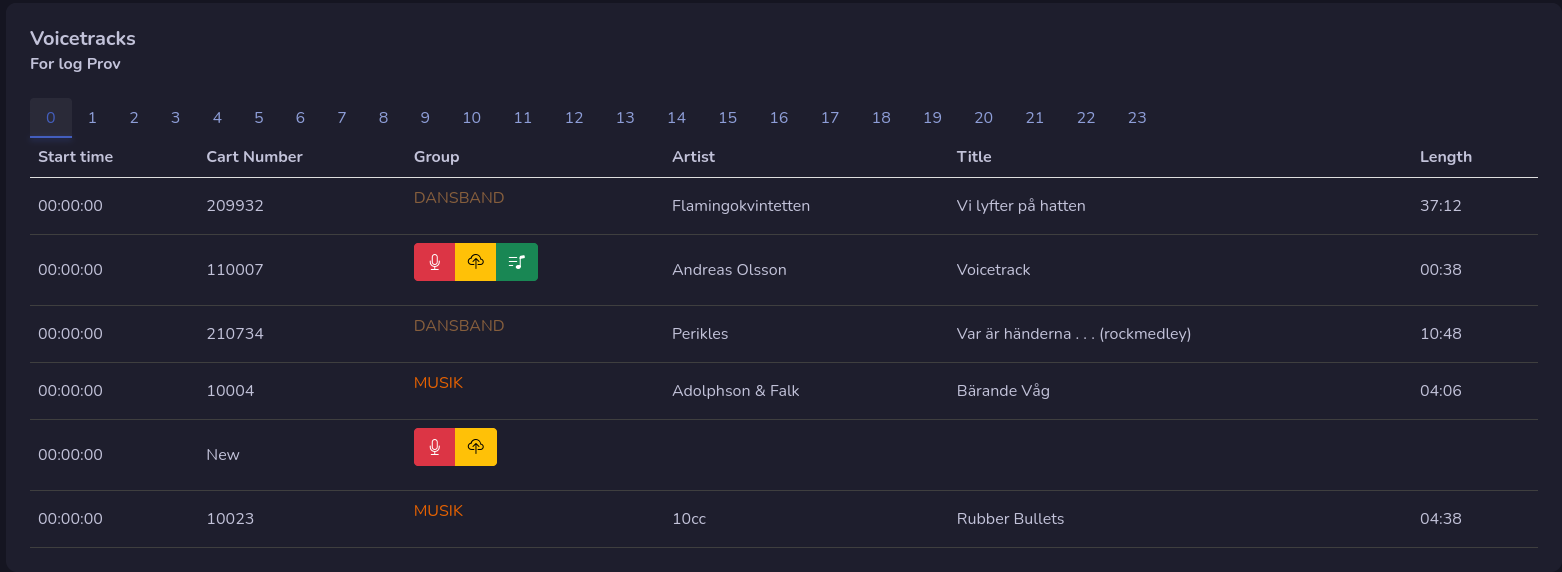 Voicetracks
For log Prov
0 1 2 3 4 5 6 7 8 9 10 11 12 13 14 15 16 17 18 19 20 21 22 23
Start time Cart Number Group Artist Title Length
00:00:00 209932 DANSBAND Flamingokvintetten Vi lyfter på hatten 37:12
00:00:00 110007 Andreas Olsson Voicetrack 00:38
00:00:00 210734 DANSBAND Perikles Var är händerna . . . (rockmedley) 10:48
00:00:00 10004 MUSIK Adolphson & Falk Bärande Våg 04:06
00:00:00 New
00:00:00 10023 MUSIK 10cc Rubber Bullets 04:38